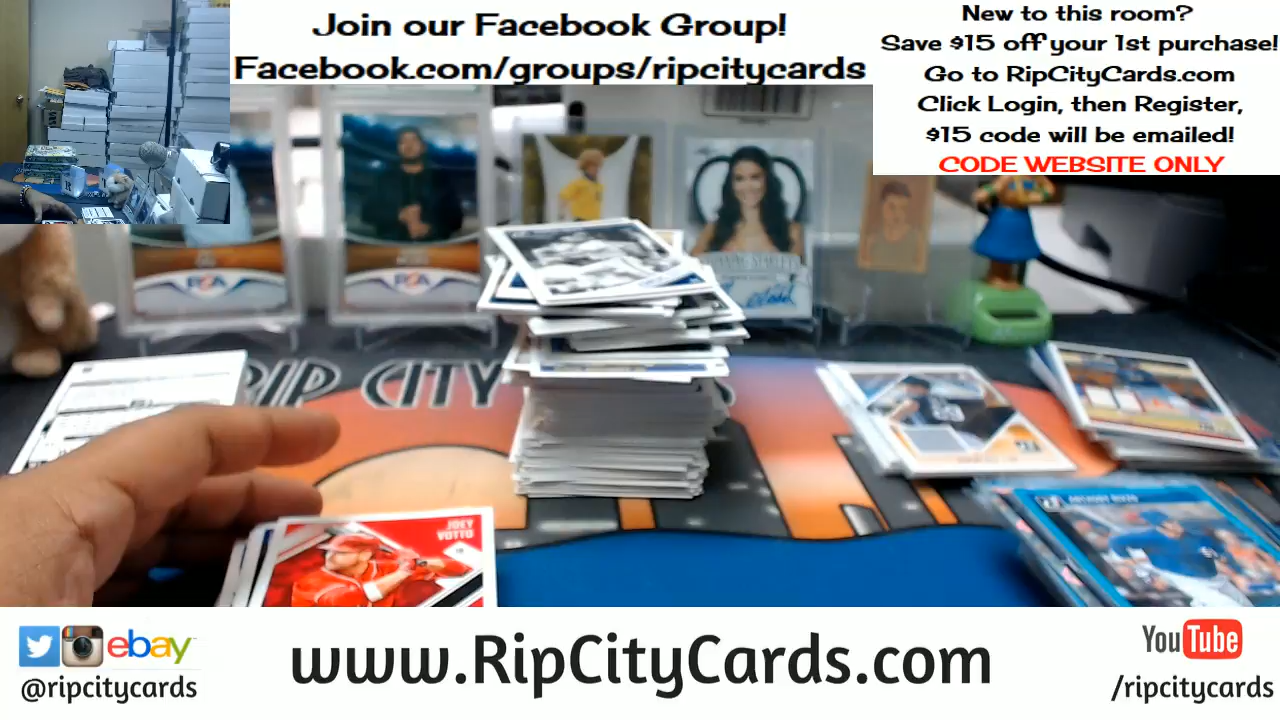 Join our Facebook Group!
Facebook.com/groups/ripcitycards
New to this room?
Save $15 off your 1st purchase!
Go to RipCityCards.com
Click Login, then Register,
$15 code will be emailed!
CODE WEBSITE ONLY
RIP CITY
JOEY
VOTTO
ebay
@ripcitycards
www.RipCityCards.com
YouTube
/ripcitycards